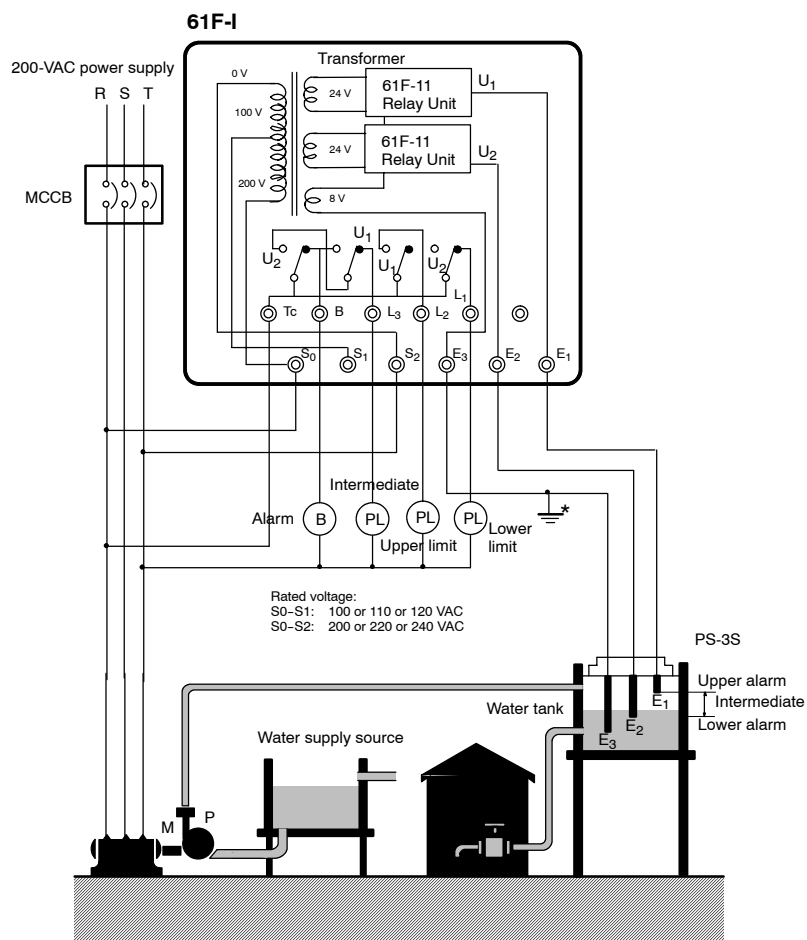 61F-I
200-VAC power supply
R S T
MCCB
Transformer
0 V
100 V
200 V
24 V
61F-11
Relay Unit
U1
24 V
61F-11
Relay Unit
U2
8 V
U2
U1
U1
U2
Tc
B
L3
L2
L1
S0
S1
S2
E3
E2
E1
Alarm
B
Intermediate
PL
PL
Upper limit
PL
Lower
limit
*
Rated voltage:
S0-S1: 100 or 110 or 120 VAC
S0-S2: 200 or 220 or 240 VAC
PS-3S
Upper alarm
Intermediate
Lower alarm
Water tank
E1
E2
E3
Water supply source
M
P